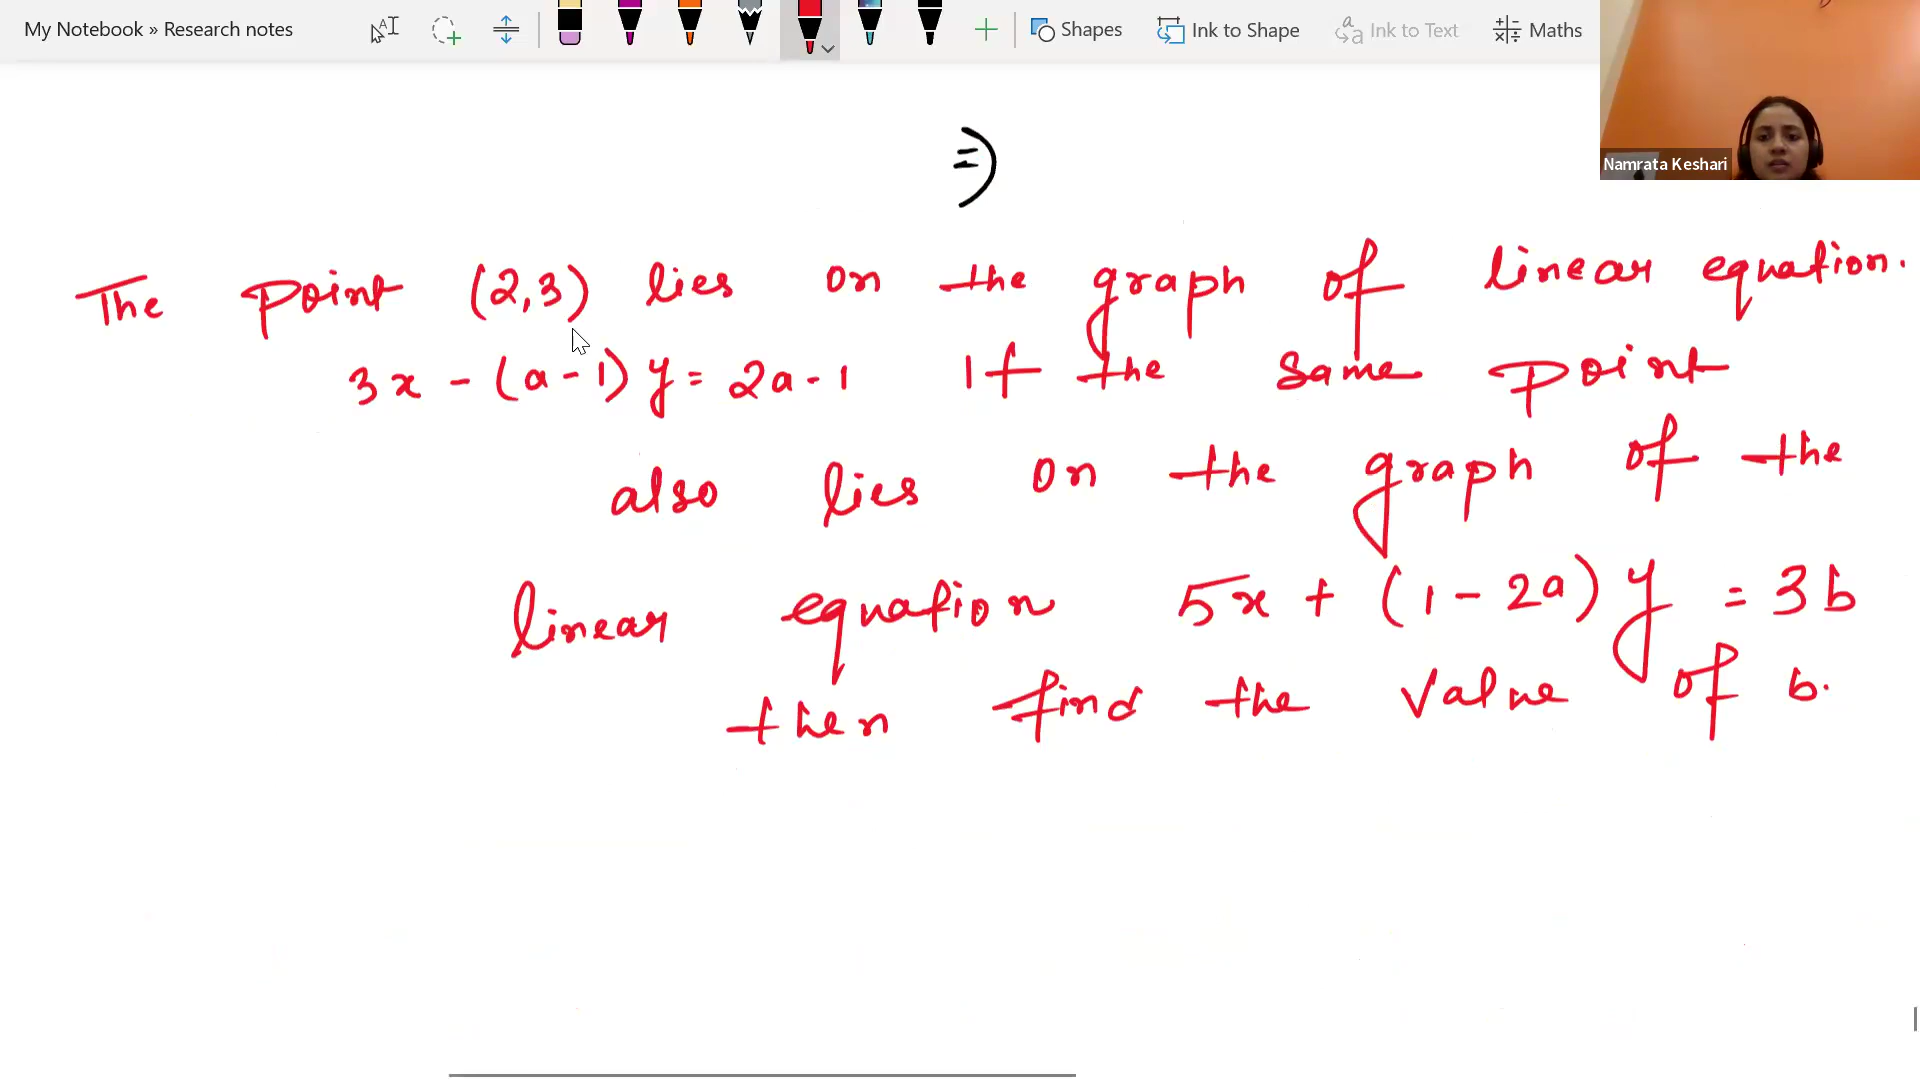 My Notebook » Research notes
Shapes
Ink to Shape
Ink to Text
Maths
Namrata Keshari
=)
The point (2,3) lies on the graph of linear equation.
3x - (a-1) y = 2a-1 If the same point
also lies on the graph of the
linear equation 5x + (1-2a) y = 3b
then find the value of b.